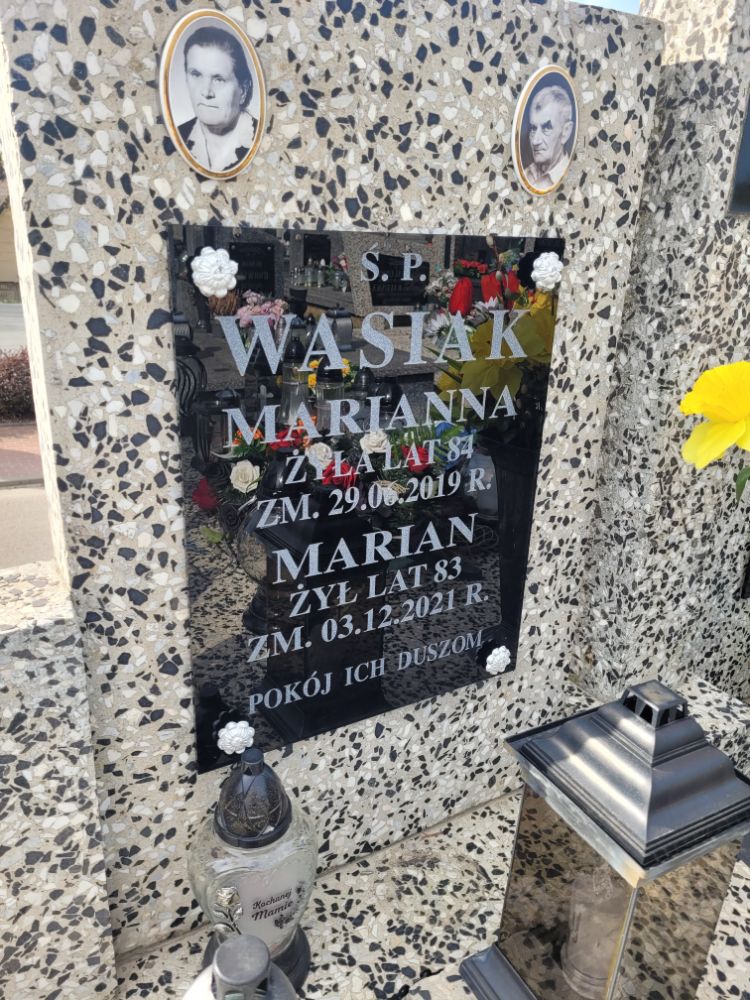 Ś. P.
WASIAK
MARIANNA
ŻYŁA LAT 84
ZM. 29.06.2019 R.
MARIAN
ŻYŁ LAT 83
ZM. 03.12.2021 R.
POKÓJ ICH DUSZOM
Kochanej
Mamie